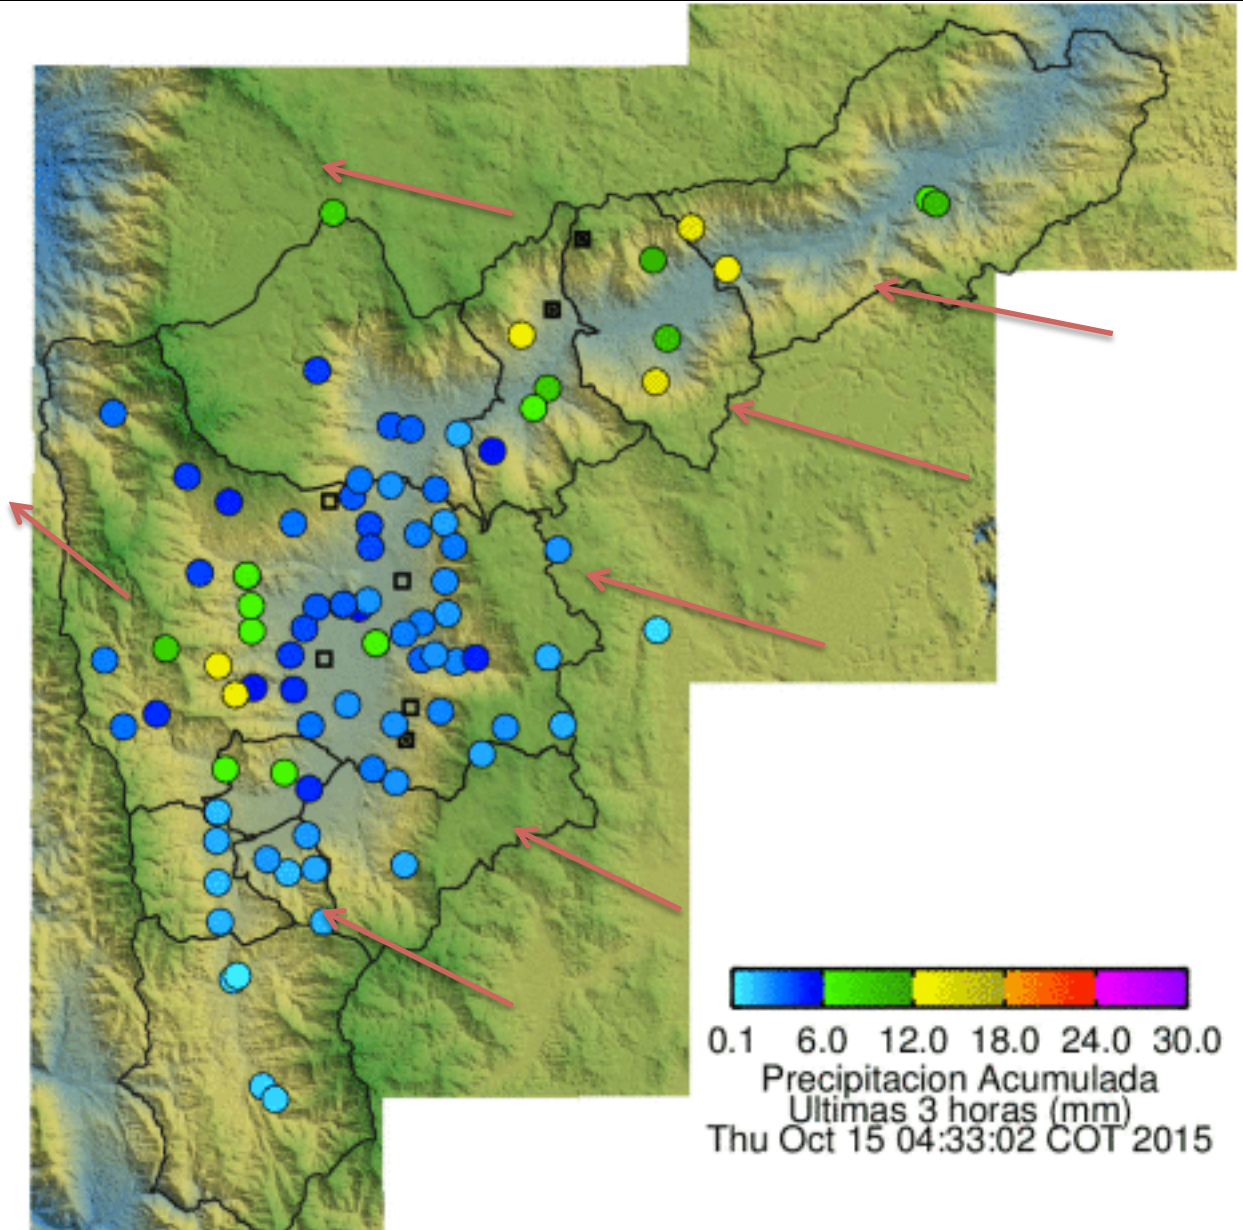 0.1 6.0 12.0 18.0 24.0 30.0
Precipitacion Acumulada
Ultimas 3 horas (mm)
Thu Oct 15 04:33:02 COT 2015